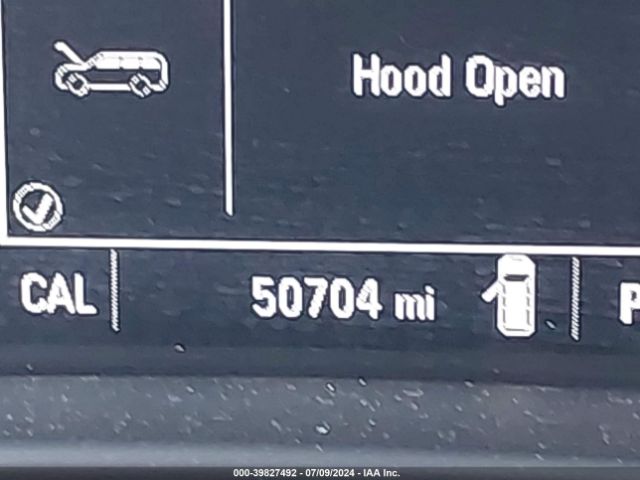 Hood Open
CAL 50704 mi P
000-39827492 - 07/09/2024 - IAA Inc.